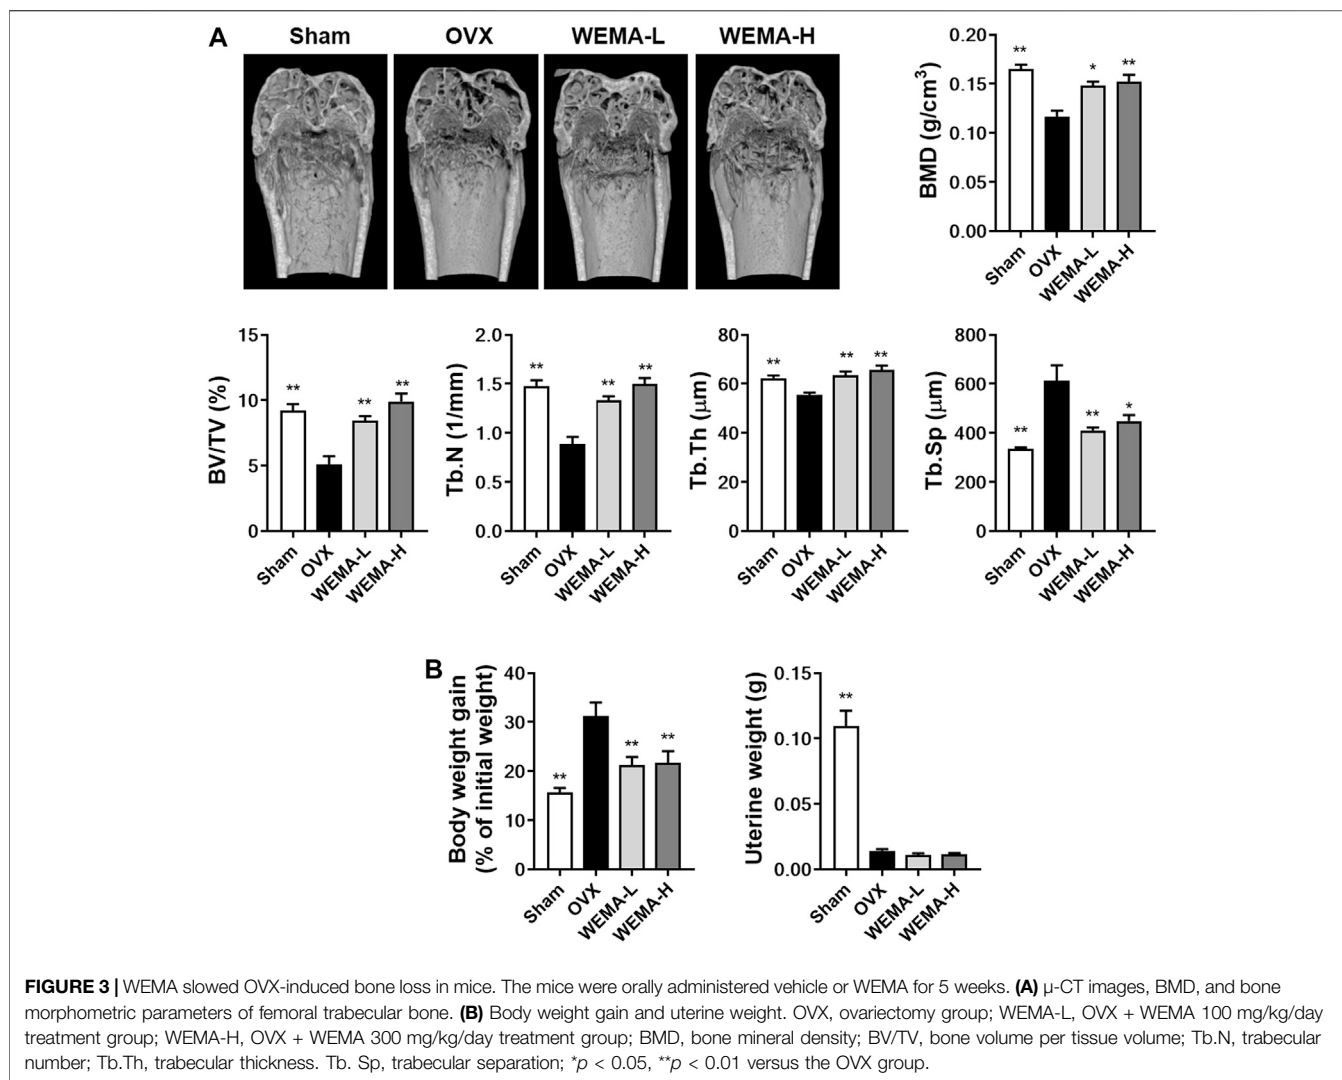 A
Sham OVX WEMA-L WEMA-H
BMD (g/cm³)
0.20
0.15
0.10
0.05
0.00
** * **
Sham OVX WEMA-L WEMA-H
BV/TV (%)
15
10
5
0
** ** **
Sham OVX WEMA-L WEMA-H
Tb.N (1/mm)
2.0
1.5
1.0
0.5
0.0
** ** **
Sham OVX WEMA-L WEMA-H
Tb.Th (μm)
80
60
40
20
0
** ** **
Sham OVX WEMA-L WEMA-H
Tb.Sp (μm)
800
600
400
200
0
** ** *
Sham OVX WEMA-L WEMA-H
B
Body weight gain
(% of initial weight)
40
30
20
10
0
** ** **
Sham OVX WEMA-L WEMA-H
Uterine weight (g)
0.15
0.10
0.05
0.00
**
Sham OVX WEMA-L WEMA-H
FIGURE 3 | WEMA slowed OVX-induced bone loss in mice. The mice were orally administered vehicle or WEMA for 5 weeks. (A) μ-CT images, BMD, and bone
morphometric parameters of femoral trabecular bone. (B) Body weight gain and uterine weight. OVX, ovariectomy group; WEMA-L, OVX + WEMA 100 mg/kg/day
treatment group; WEMA-H, OVX + WEMA 300 mg/kg/day treatment group; BMD, bone mineral density; BV/TV, bone volume per tissue volume; Tb.N, trabecular
number; Tb.Th, trabecular thickness. Tb. Sp, trabecular separation; *p < 0.05, **p < 0.01 versus the OVX group.